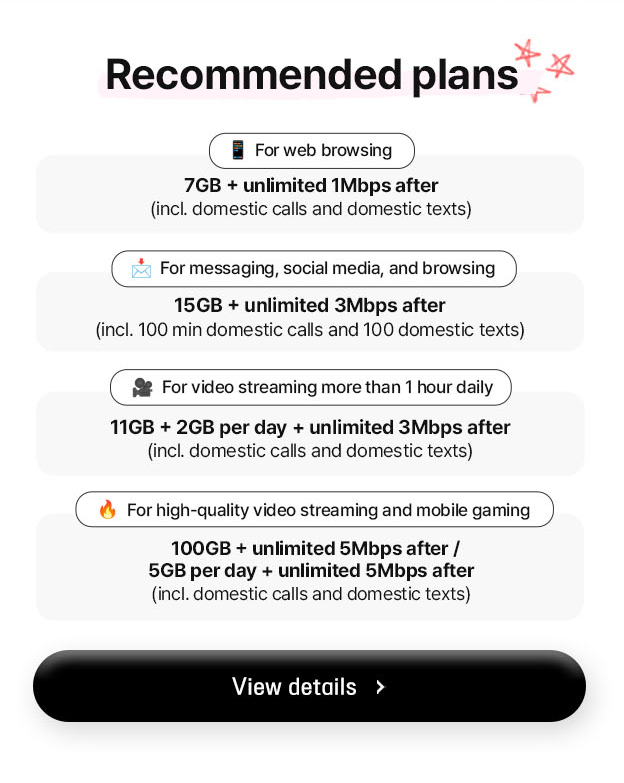 Recommended plans
For web browsing
7GB + unlimited 1Mbps after
(incl. domestic calls and domestic texts)
For messaging, social media, and browsing
15GB + unlimited 3Mbps after
(incl. 100 min domestic calls and 100 domestic texts)
For video streaming more than 1 hour daily
11GB + 2GB per day + unlimited 3Mbps after
(incl. domestic calls and domestic texts)
For high-quality video streaming and mobile gaming
100GB + unlimited 5Mbps after /
5GB per day + unlimited 5Mbps after
(incl. domestic calls and domestic texts)
View details